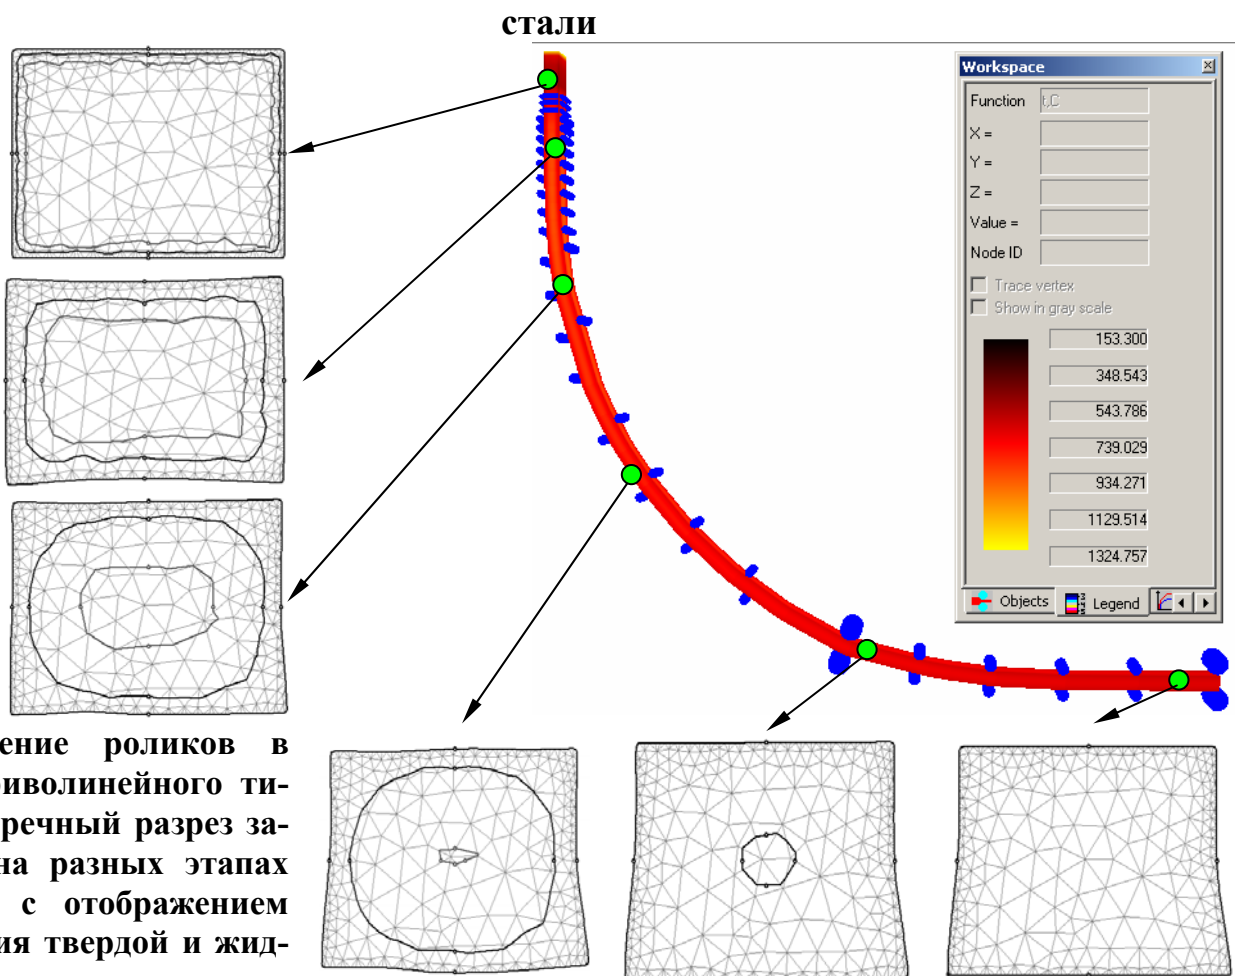 стали
Workspace
Function t,C
X =
Y =
Z =
Value =
Node ID
Trace vertex
Show in gray scale
153.300
348.543
543.786
739.029
934.271
1129.514
1324.757
Objects Legend
ение роликов в
риволинейного ти-
речный разрез за-
на разных этапах
с отображением
ия твердой и жид-